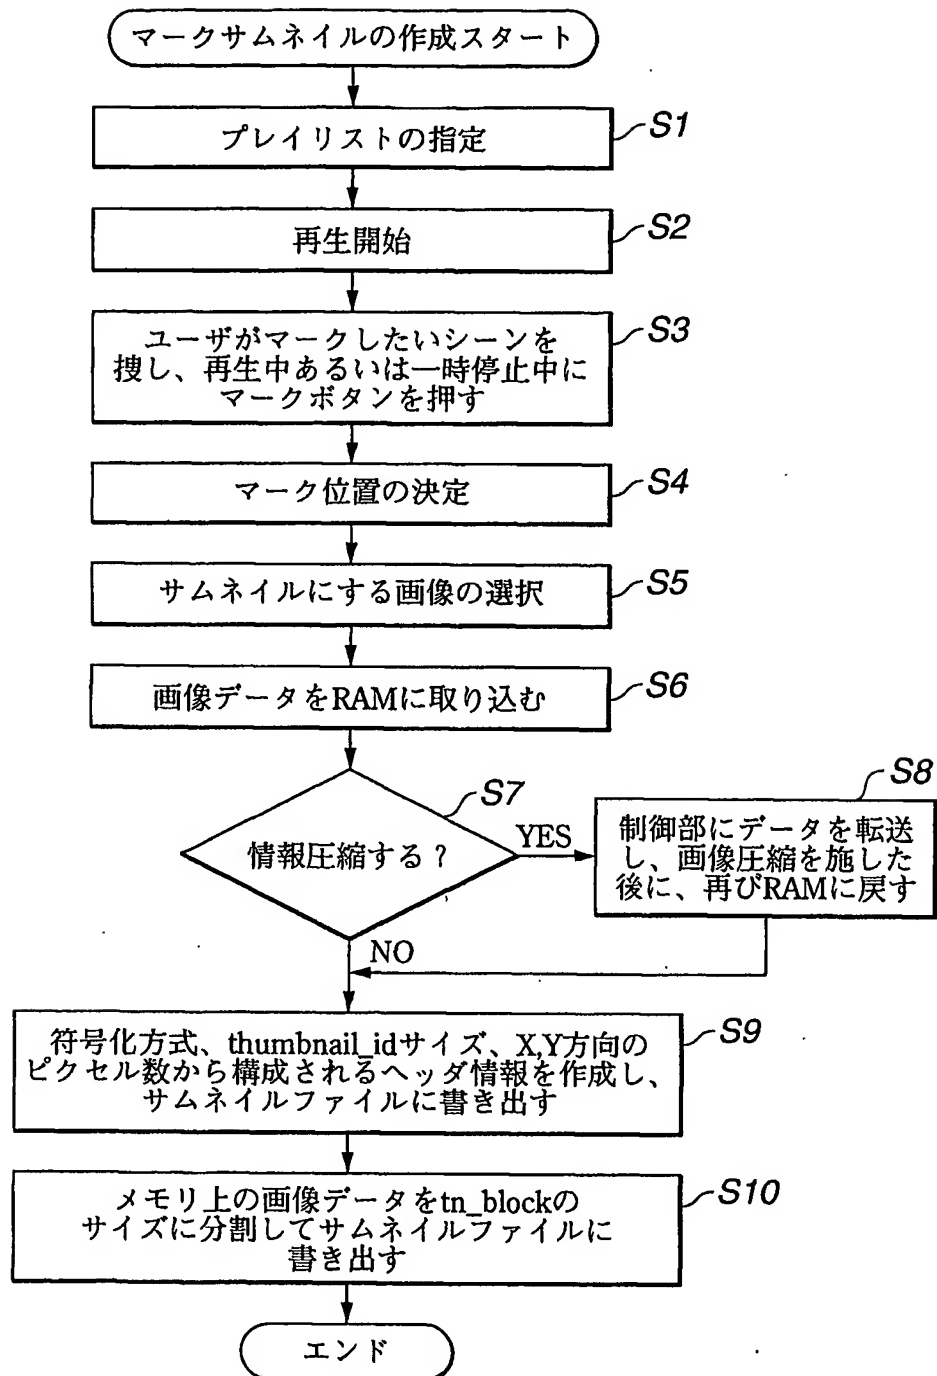 マークサムネイルの作成スタート
プレイリストの指定
S1
再生開始
S2
ユーザがマークしたいシーンを
捜し、再生中あるいは一時停止中に
マークボタンを押す
S3
マーク位置の決定
S4
サムネイルにする画像の選択
S5
画像データをRAMに取り込む
S6
情報圧縮する?
S7
YES
制御部にデータを転送
し、画像圧縮を施した
後に、再びRAMに戻す
S8
NO
符号化方式、thumbnail_idサイズ、X,Y方向の
ピクセル数から構成されるヘッダ情報を作成し、
サムネイルファイルに書き出す
S9
メモリ上の画像データをtn_blockの
サイズに分割してサムネイルファイルに
書き出す
S10
エンド